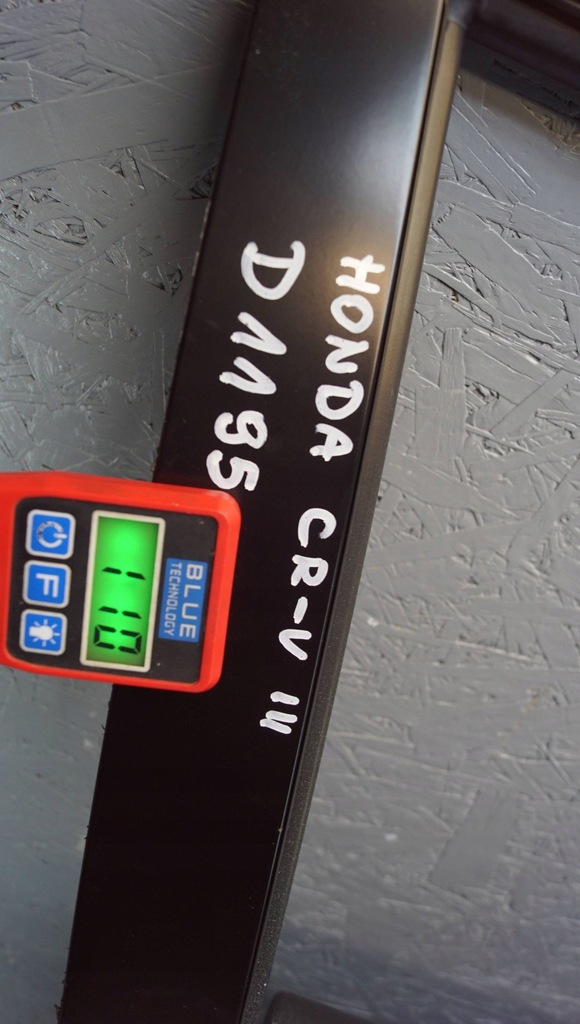 HONDA CR-V III
D1195
BLUE
TECHNOLOGY
110
F